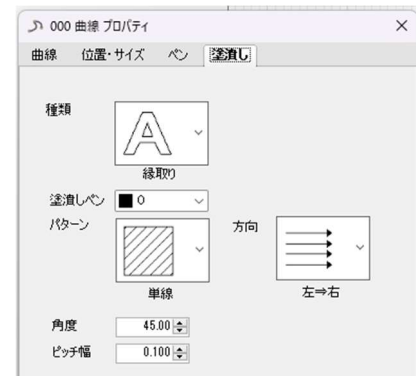 000 曲線 プロパティ
曲線 位置・サイズ ペン 塗潰し
種類
A
縁取り
塗潰しペン 0
パターン 方向
単線 左⇒右
角度 45.00
ピッチ幅 0.100